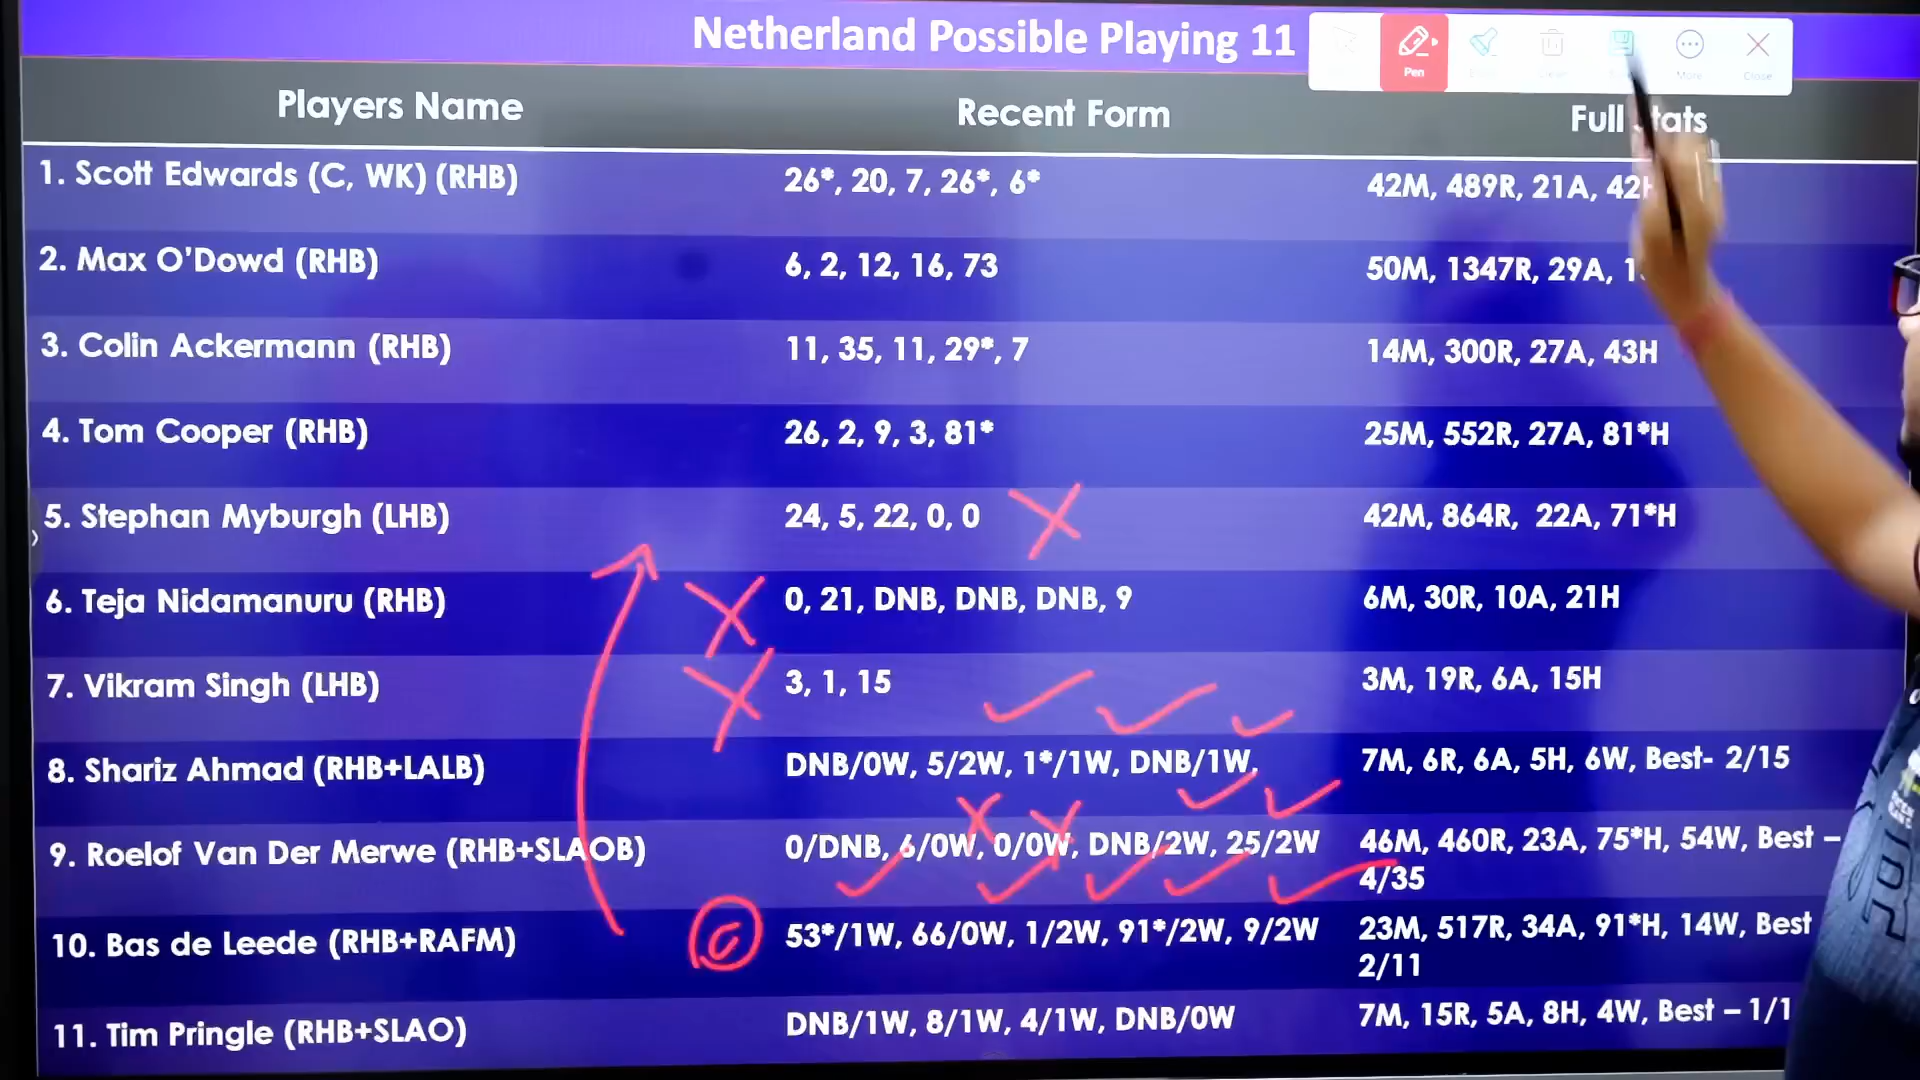 Netherland Possible Playing 11
Pen
More
Close
Players Name
Recent Form
Full Stats
1. Scott Edwards (C, WK) (RHB)
26*, 20, 7, 26*, 6*
42M, 489R, 21A, 42H
2. Max O'Dowd (RHB)
6, 2, 12, 16, 73
50M, 1347R, 29A,
3. Colin Ackermann (RHB)
11, 35, 11, 29*, 7
14M, 300R, 27A, 43H
4. Tom Cooper (RHB)
26, 2, 9, 3, 81*
25M, 552R, 27A, 81*H
5. Stephan Myburgh (LHB)
24, 5, 22, 0, 0
42M, 864R, 22A, 71*H
6. Teja Nidamanuru (RHB)
0, 21, DNB, DNB, DNB, 9
6M, 30R, 10A, 21H
7. Vikram Singh (LHB)
3, 1, 15
3M, 19R, 6A, 15H
8. Shariz Ahmad (RHB+LALB)
DNB/0W, 5/2W, 1*/1W, DNB/1W,
7M, 6R, 6A, 5H, 6W, Best- 2/15
9. Roelof Van Der Merwe (RHB+SLAOB)
0/DNB, 6/0W, 0/0W, DNB/2W, 25/2W
46M, 460R, 23A, 75*H, 54W, Best –
4/35
10. Bas de Leede (RHB+RAFM)
C
53*/1W, 66/0W, 1/2W, 91*/2W, 9/2W
23M, 517R, 34A, 91*H, 14W, Best
2/11
11. Tim Pringle (RHB+SLAO)
DNB/1W, 8/1W, 4/1W, DNB/0W
7M, 15R, 5A, 8H, 4W, Best – 1/1